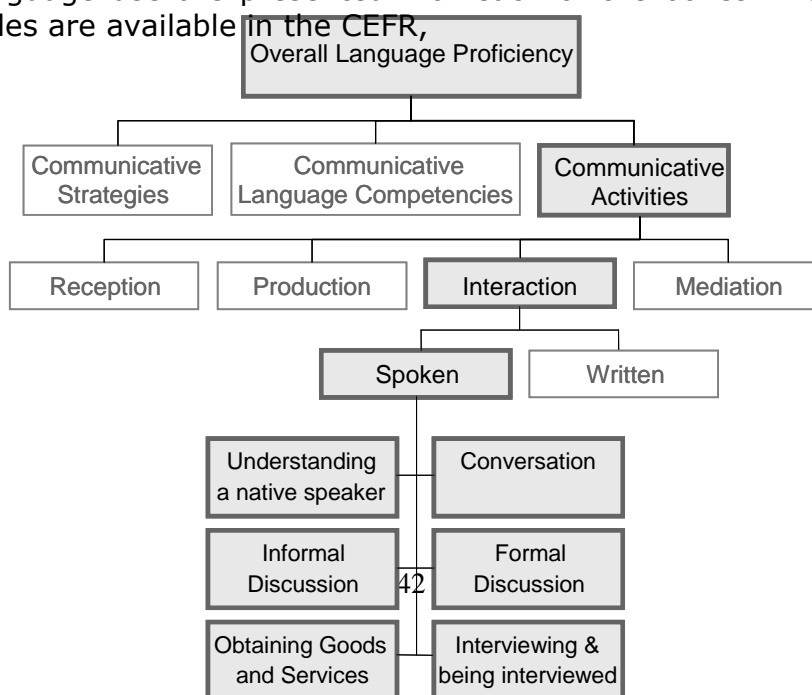 les are available in the CEFR,
Overall Language Proficiency
Communicative
Strategies
Communicative
Language Competencies
Communicative
Activities
Reception
Production
Interaction
Mediation
Spoken
Written
Understanding
a native speaker
Conversation
Informal
Discussion
Formal
Discussion
42
Obtaining Goods
and Services
Interviewing &
being interviewed